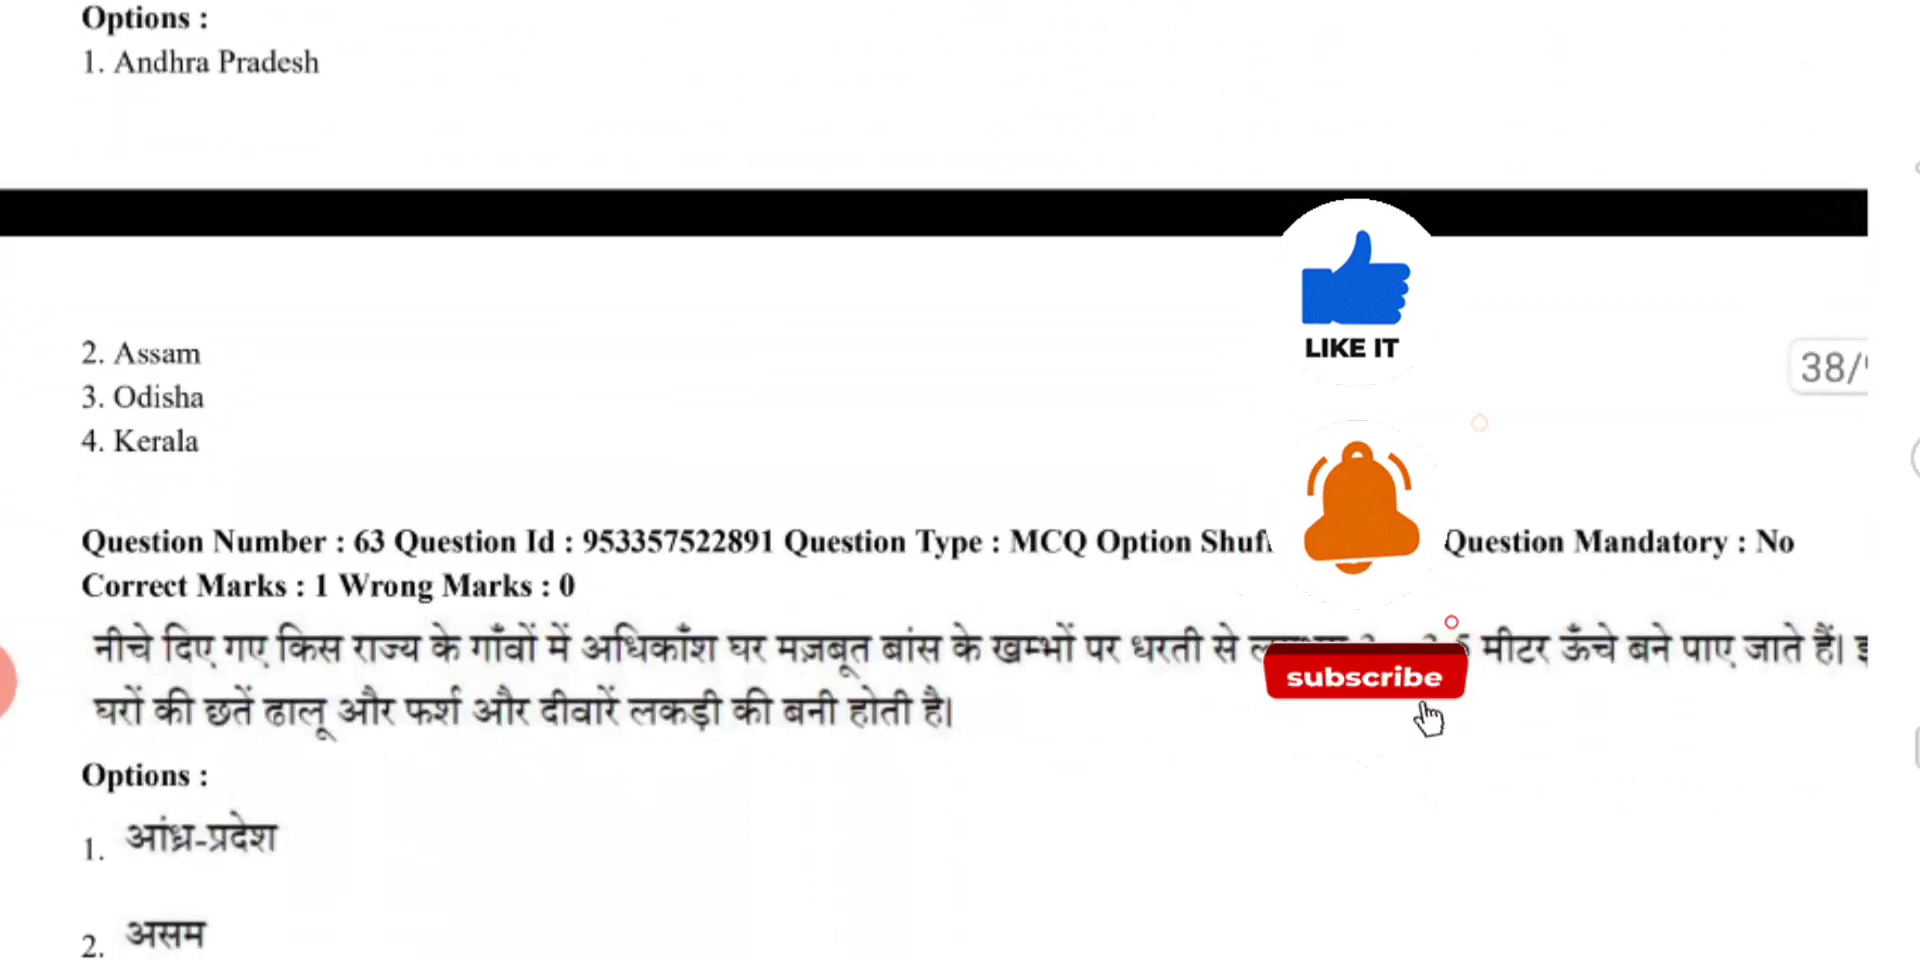 Options :
1. Andhra Pradesh
LIKE IT
2. Assam
38/
3. Odisha
4. Kerala
Question Number : 63 Question Id : 953357522891 Question Type : MCQ Option Question Mandatory : No
Correct Marks : 1 Wrong Marks : 0
नीचे दिए गए किस राज्य के गाँवों में अधिकाँश घर मज़बूत बांस के खम्भों पर धरती से मीटर ऊँचे बने पाए जाते हैं।
subscribe
घरों की छतें ढालू और फर्श और दीवारें लकड़ी की बनी होती है।
Options :
1. आंध्र-प्रदेश
2. असम